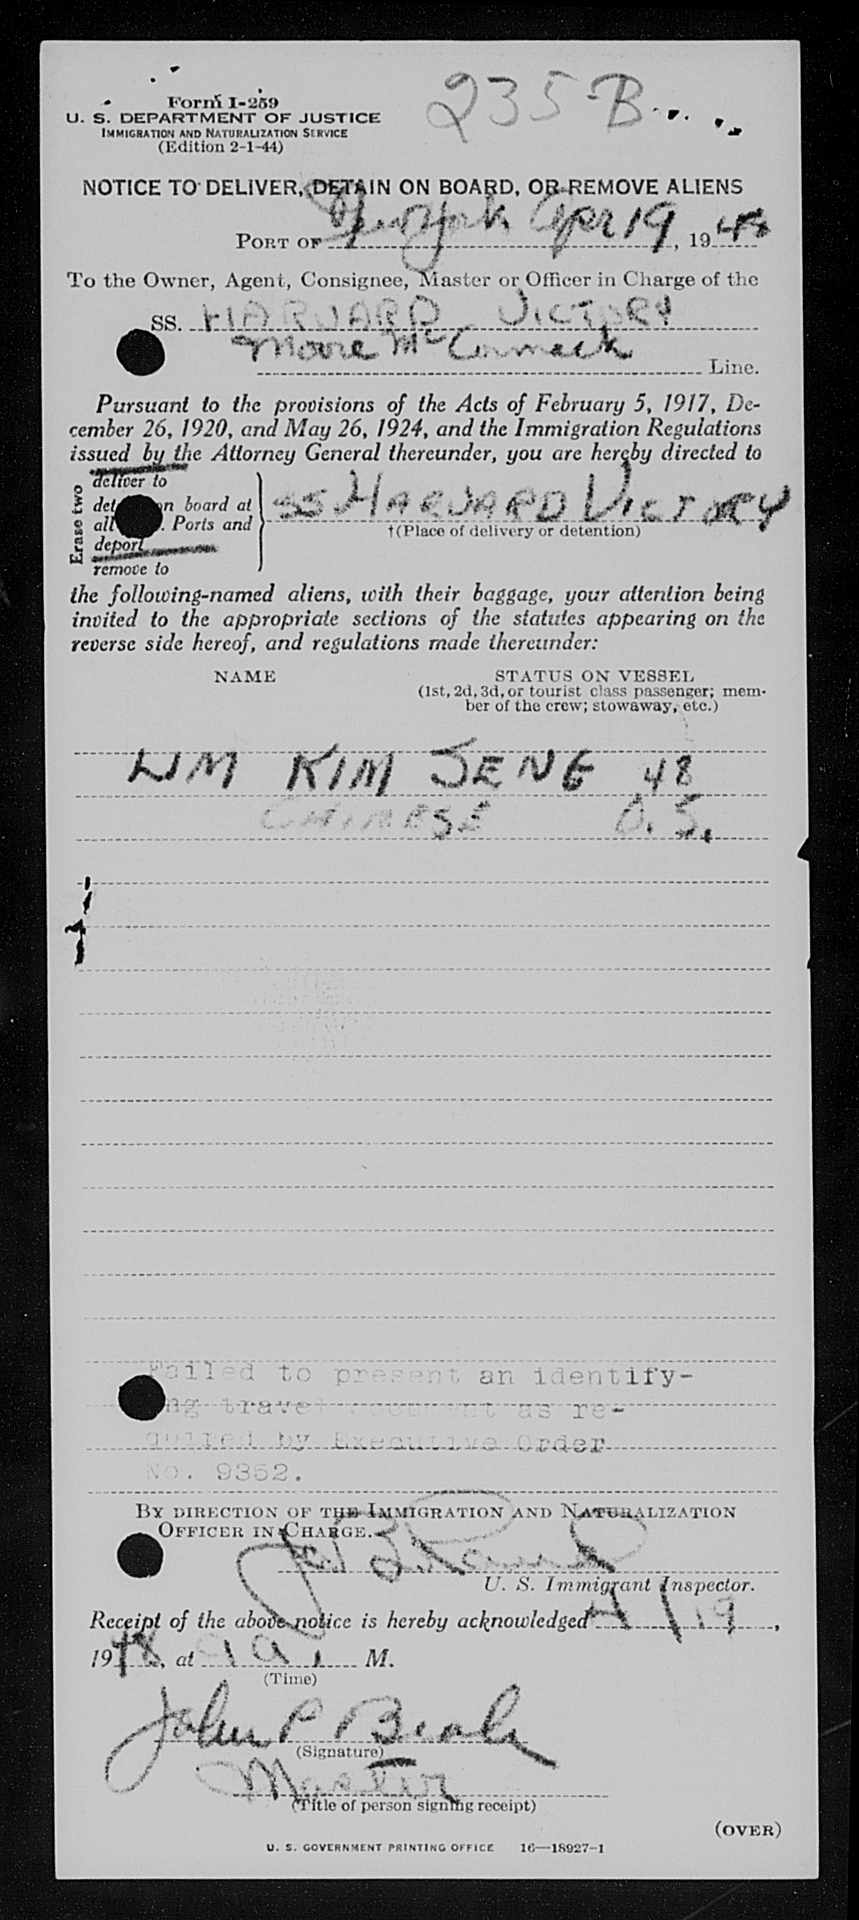 235-B
Form I-259
U. S. DEPARTMENT OF JUSTICE
IMMIGRATION AND NATURALIZATION SERVICE
(Edition 2-1-44)
NOTICE TO DELIVER, DETAIN ON BOARD, OR REMOVE ALIENS
PORT OF New York Apr 19, 1948
To the Owner, Agent, Consignee, Master or Officer in Charge of the
SS. HARVARD VICTORY
Moore McCormack Line.
Pursuant to the provisions of the Acts of February 5, 1917, De-
cember 26, 1920, and May 26, 1924, and the Immigration Regulations
issued by the Attorney General thereunder, you are hereby directed to
Erase two
deliver to
det n board at
all . Ports and
deport
remove to
SS HARVARD VICTORY
†(Place of delivery or detention)
the following-named aliens, with their baggage, your attention being
invited to the appropriate sections of the statutes appearing on the
reverse side hereof, and regulations made thereunder:
NAME STATUS ON VESSEL
(1st, 2d, 3d, or tourist class passenger; mem-
ber of the crew; stowaway, etc.)
LIM KIM SENG 48
CHINESE O.S.
Failed to present an identify-
ing travel document as re-
quired by Executive Order
No. 9352.
BY DIRECTION OF THE IMMIGRATION AND NATURALIZATION
OFFICER IN CHARGE.
U. S. Immigrant Inspector.
Receipt of the above notice is hereby acknowledged 4/19,
1948, at M.
(Time)
John P Beale
(Signature)
Master
(Title of person signing receipt)
(OVER)
U. S. GOVERNMENT PRINTING OFFICE 16—18927-1